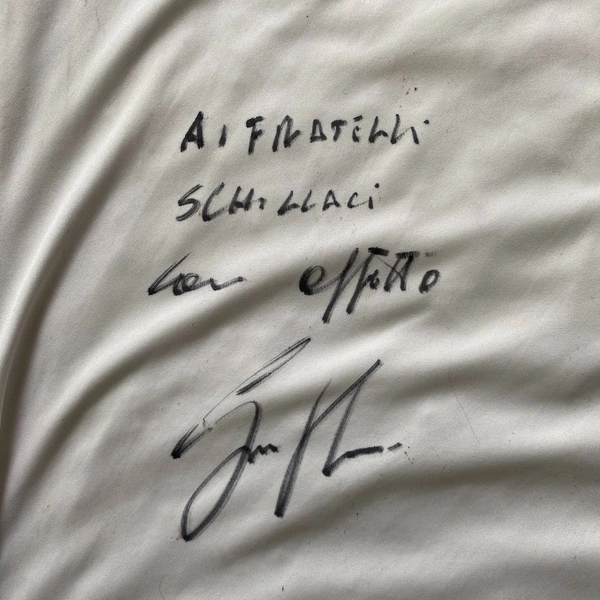 AI FRATELLI
SCHILLACI
con affetto